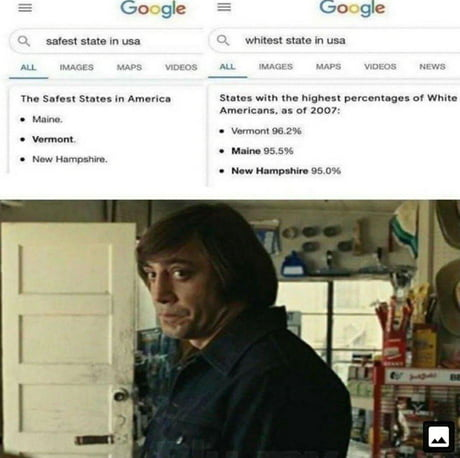 Google
safest state in usa
ALL IMAGES MAPS VIDEOS
The Safest States in America
• Maine.
• Vermont.
• New Hampshire.
Google
whitest state in usa
ALL IMAGES MAPS VIDEOS NEWS
States with the highest percentages of White
Americans, as of 2007:
• Vermont 96.2%
• Maine 95.5%
• New Hampshire 95.0%